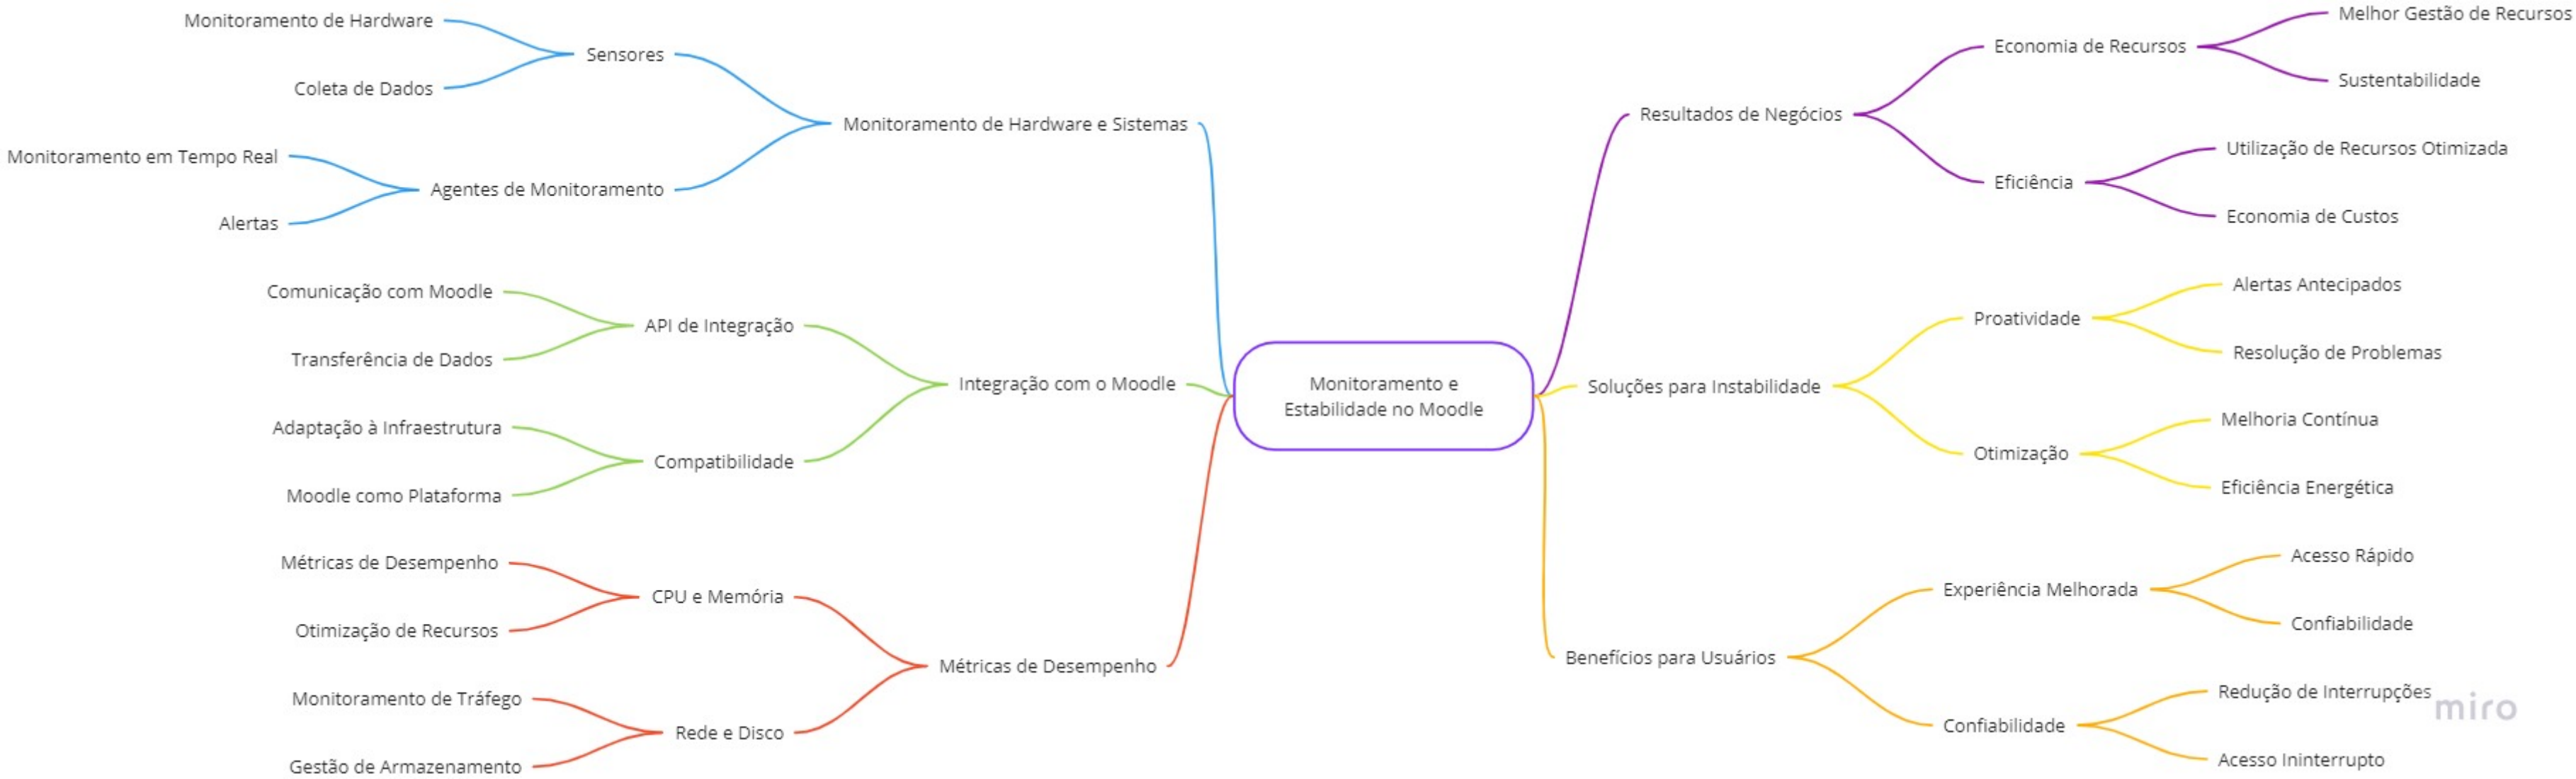 Monitoramento de Hardware
Sensores
Coleta de Dados
Monitoramento de Hardware e Sistemas
Monitoramento em Tempo Real
Agentes de Monitoramento
Alertas
Comunicação com Moodle
API de Integração
Transferência de Dados
Integração com o Moodle
Adaptação à Infraestrutura
Compatibilidade
Moodle como Plataforma
Métricas de Desempenho
CPU e Memória
Otimização de Recursos
Métricas de Desempenho
Monitoramento de Tráfego
Rede e Disco
Gestão de Armazenamento
Monitoramento e
Estabilidade no Moodle
Melhor Gestão de Recursos
Economia de Recursos
Sustentabilidade
Resultados de Negócios
Utilização de Recursos Otimizada
Eficiência
Economia de Custos
Alertas Antecipados
Proatividade
Resolução de Problemas
Soluções para Instabilidade
Melhoria Contínua
Otimização
Eficiência Energética
Acesso Rápido
Experiência Melhorada
Confiabilidade
Benefícios para Usuários
Redução de Interrupções
Confiabilidade
Acesso Ininterrupto
miro